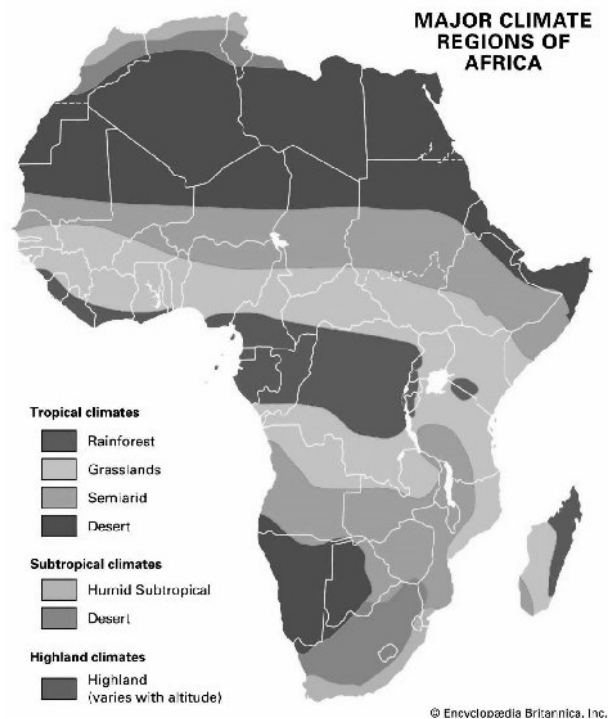 MAJOR CLIMATE
REGIONS OF
AFRICA
Tropical climates
Rainforest
Grasslands
Semiarid
Desert
Subtropical climates
Humid Subtropical
Desert
Highland climates
Highland
(varies with altitude)
© Encyclopædia Britannica, Inc.